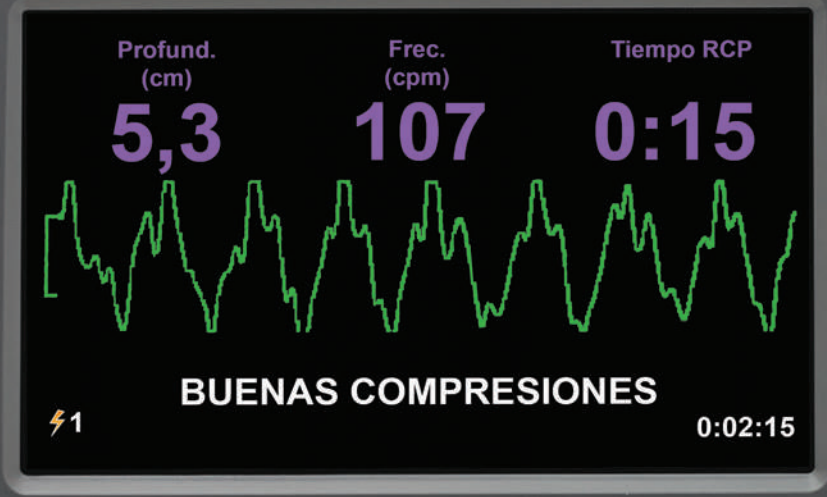 Profund.
(cm)
5,3
Frec.
(cpm)
107
Tiempo RCP
0:15
BUENAS COMPRESIONES
1
0:02:15